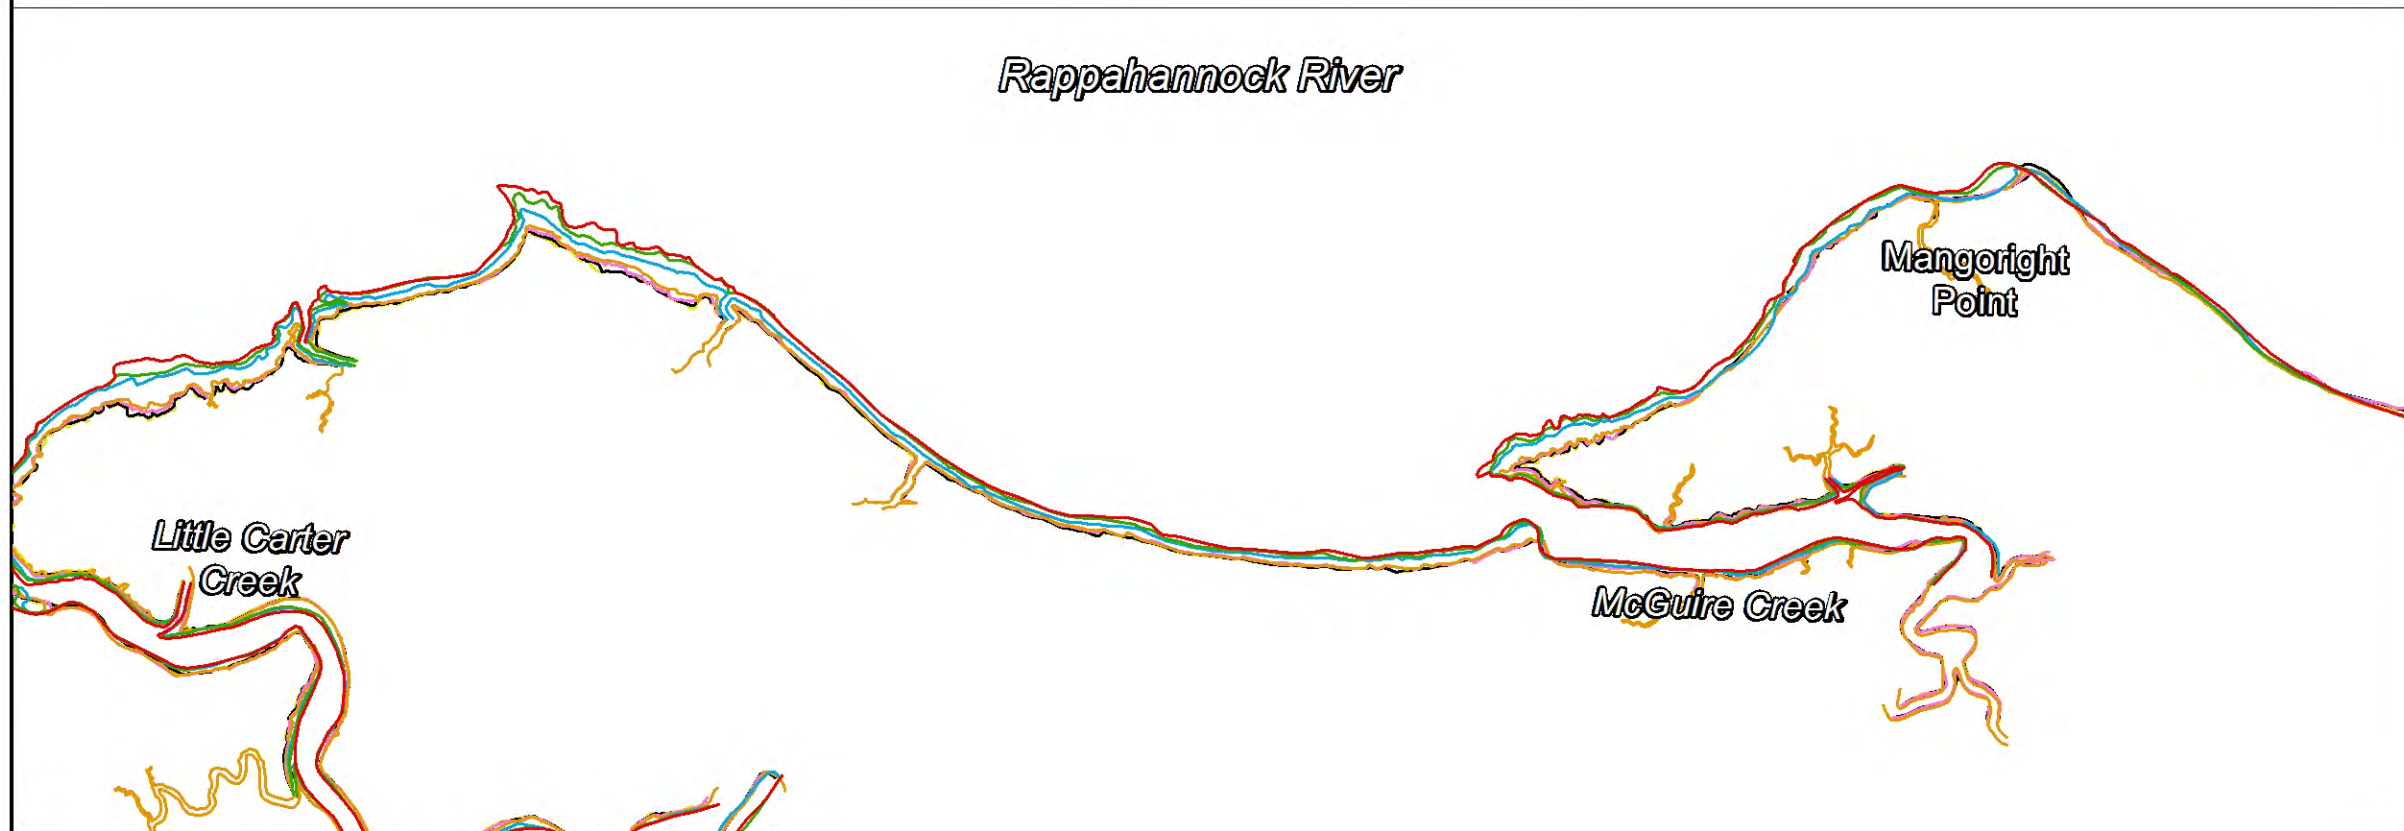 Rappahannock River
Mangoright
Point
Little Carter
Creek
McGuire Creek